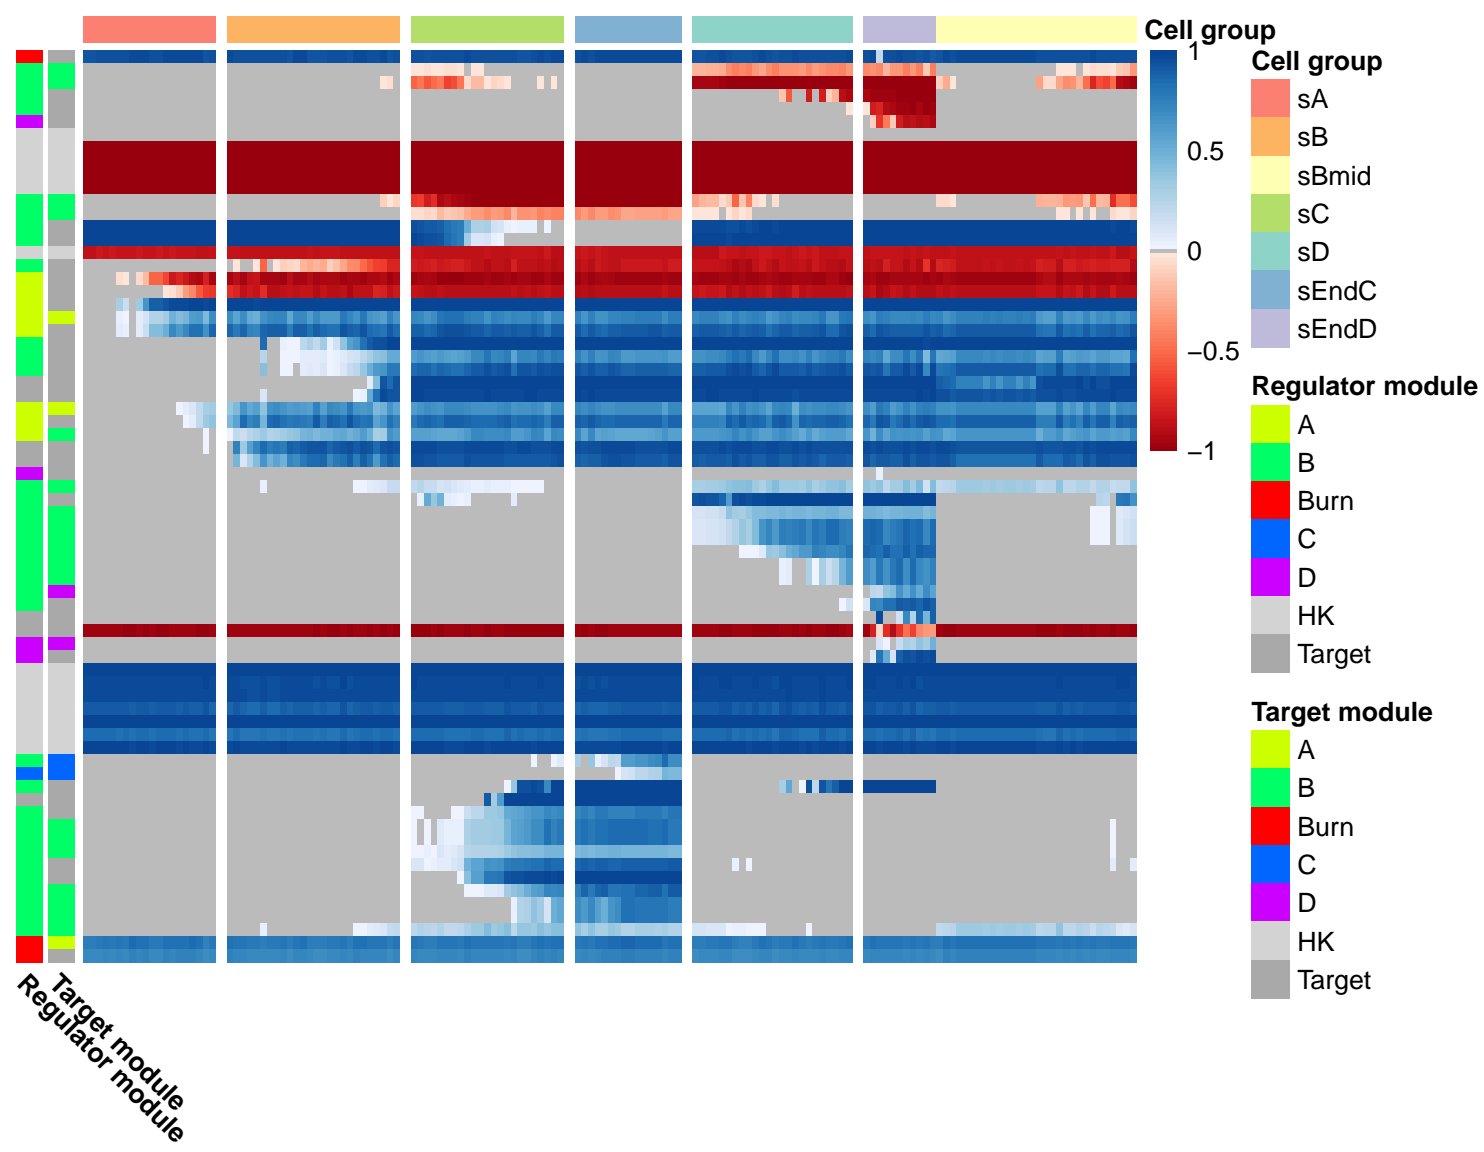 Cell group
1
0.5
0
−0.5
−1
Cell group
sA
sB
sBmid
sC
sD
sEndC
sEndD
Regulator module
A
B
Burn
C
D
HK
Target
Target module
A
B
Burn
C
D
HK
Target
Target module
Regulator module